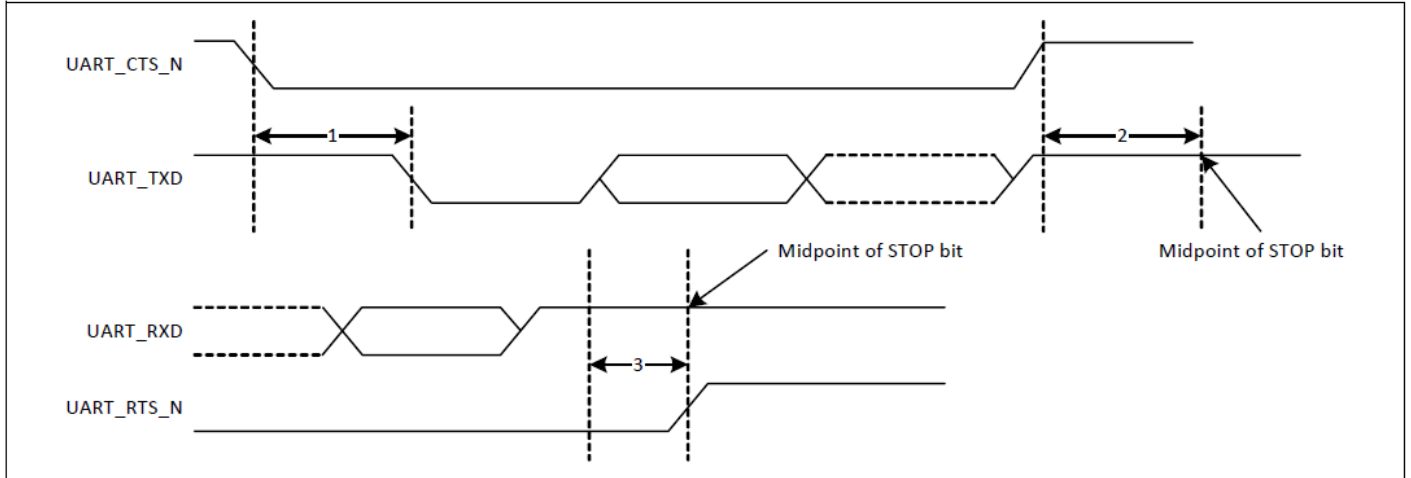 UART_CTS_N
1
2
UART_TXD
Midpoint of STOP bit
Midpoint of STOP bit
UART_RXD
3
UART_RTS_N